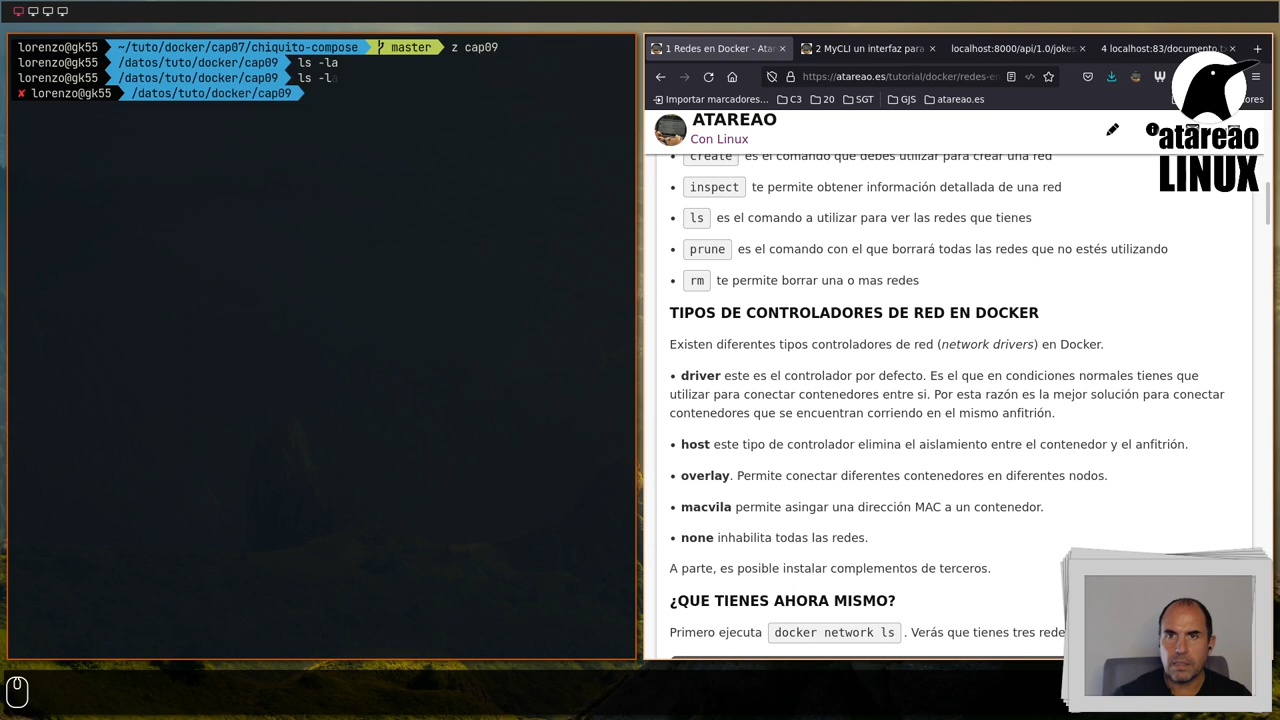 lorenzo@gk55 ~/tuto/docker/cap07/chiquito-compose master z cap09
lorenzo@gk55 /datos/tuto/docker/cap09 ls -la
lorenzo@gk55 /datos/tuto/docker/cap09 ls -la
✘ lorenzo@gk55 /datos/tuto/docker/cap09
1 Redes en Docker - Atar
2 MyCLI un interfaz para
localhost:8000/api/1.0/jokes
4 localhost:83/documento.
https://atareao.es/tutorial/docker/redes-en
Importar marcadores... C3 20 SGT GJS atareao.es
ATAREAO
Con Linux
atareao
LINUX
• create es el comando que debes utilizar para crear una red
• inspect te permite obtener información detallada de una red
• ls es el comando a utilizar para ver las redes que tienes
• prune es el comando con el que borrará todas las redes que no estés utilizando
• rm te permite borrar una o mas redes
TIPOS DE CONTROLADORES DE RED EN DOCKER
Existen diferentes tipos controladores de red (network drivers) en Docker.
• driver este es el controlador por defecto. Es el que en condiciones normales tienes que
utilizar para conectar contenedores entre si. Por esta razón es la mejor solución para conectar
contenedores que se encuentran corriendo en el mismo anfitrión.
• host este tipo de controlador elimina el aislamiento entre el contenedor y el anfitrión.
• overlay. Permite conectar diferentes contenedores en diferentes nodos.
• macvila permite asingar una dirección MAC a un contenedor.
• none inhabilita todas las redes.
A parte, es posible instalar complementos de terceros.
¿QUE TIENES AHORA MISMO?
Primero ejecuta docker network ls . Verás que tienes tres rede